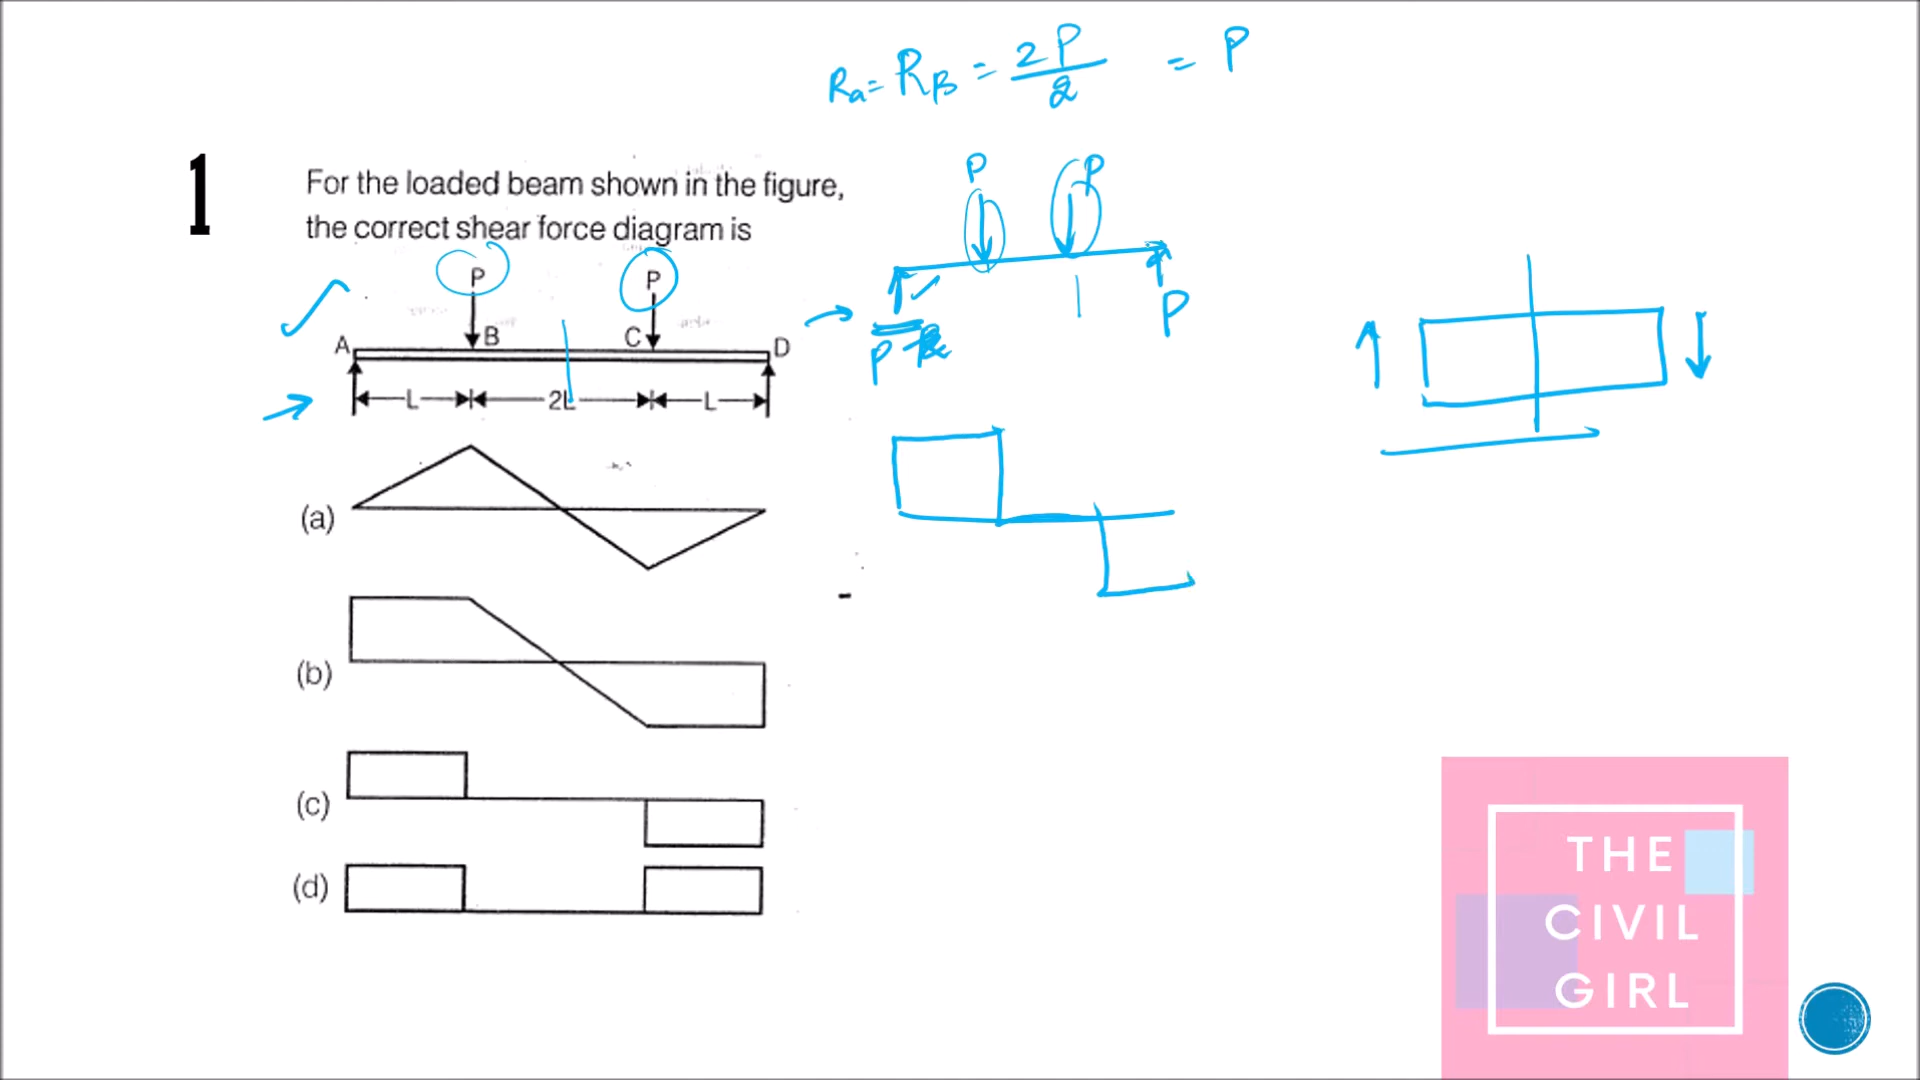 Ra = RB = 2P/2 = P
1
For the loaded beam shown in the figure,
the correct shear force diagram is
P P
A B C D
L 2L L
P P
P P
(a)
(b)
(c)
(d)
THE
CIVIL
GIRL